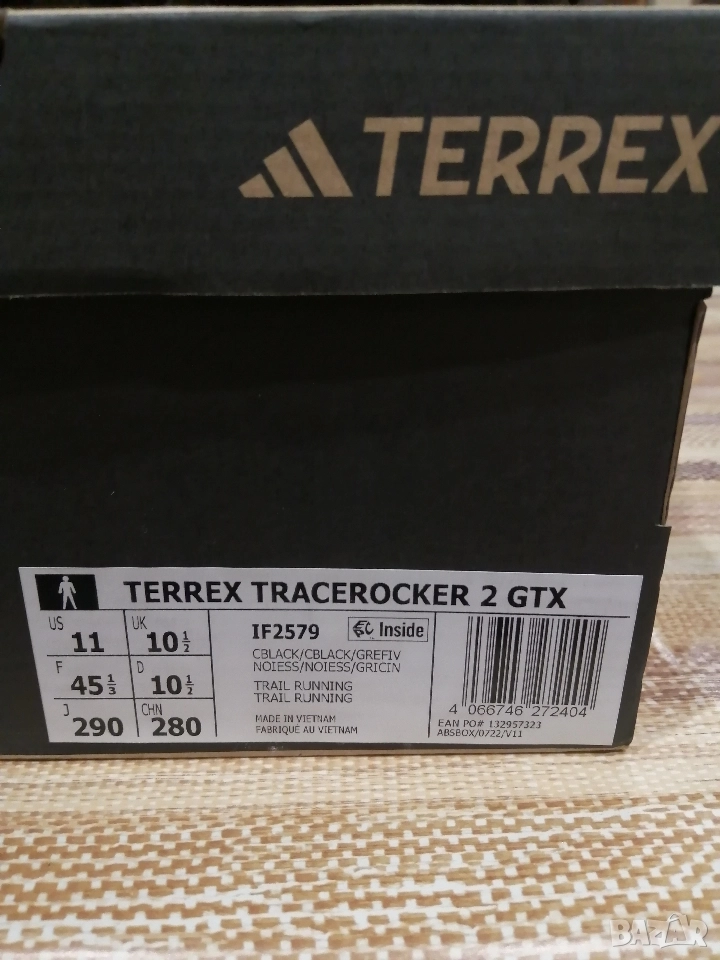 TERREX
TERREX TRACEROCKER 2 GTX
US 11
UK 10 1/2
F 45 1/3
D 10 1/2
J 290
CHN 280
IF2579
Inside
CBLACK/CBLACK/GREFIV
NOIESS/NOIESS/GRICIN
TRAIL RUNNING
TRAIL RUNNING
MADE IN VIETNAM
FABRIQUÉ AU VIETNAM
4 066746 272404
EAN PO# 132957323
ABSBOX/0722/V11
BAZAR